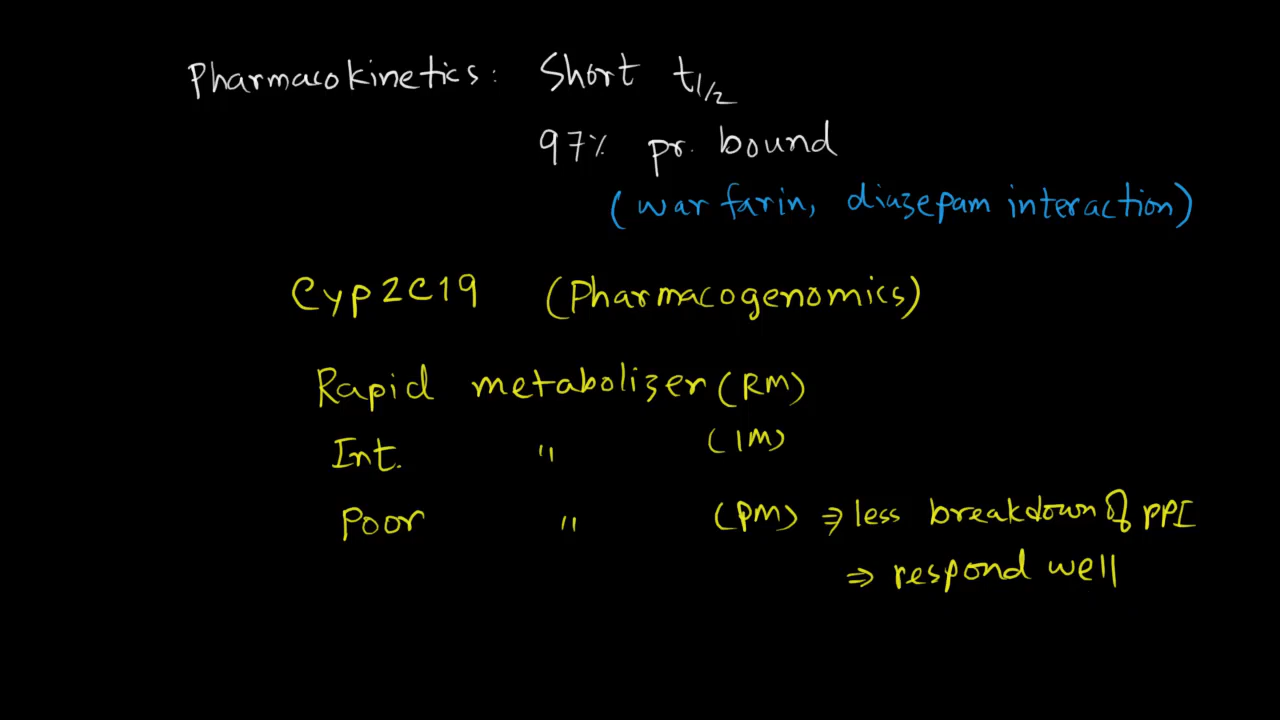 Pharmacokinetics: Short t1/2
97% pr. bound
(warfarin, diazepam interaction)
Cyp2C19 (Pharmacogenomics)
Rapid metabolizer (RM)
Int. " (IM)
Poor " (PM) ⇒ less breakdown of PPI
⇒ respond well